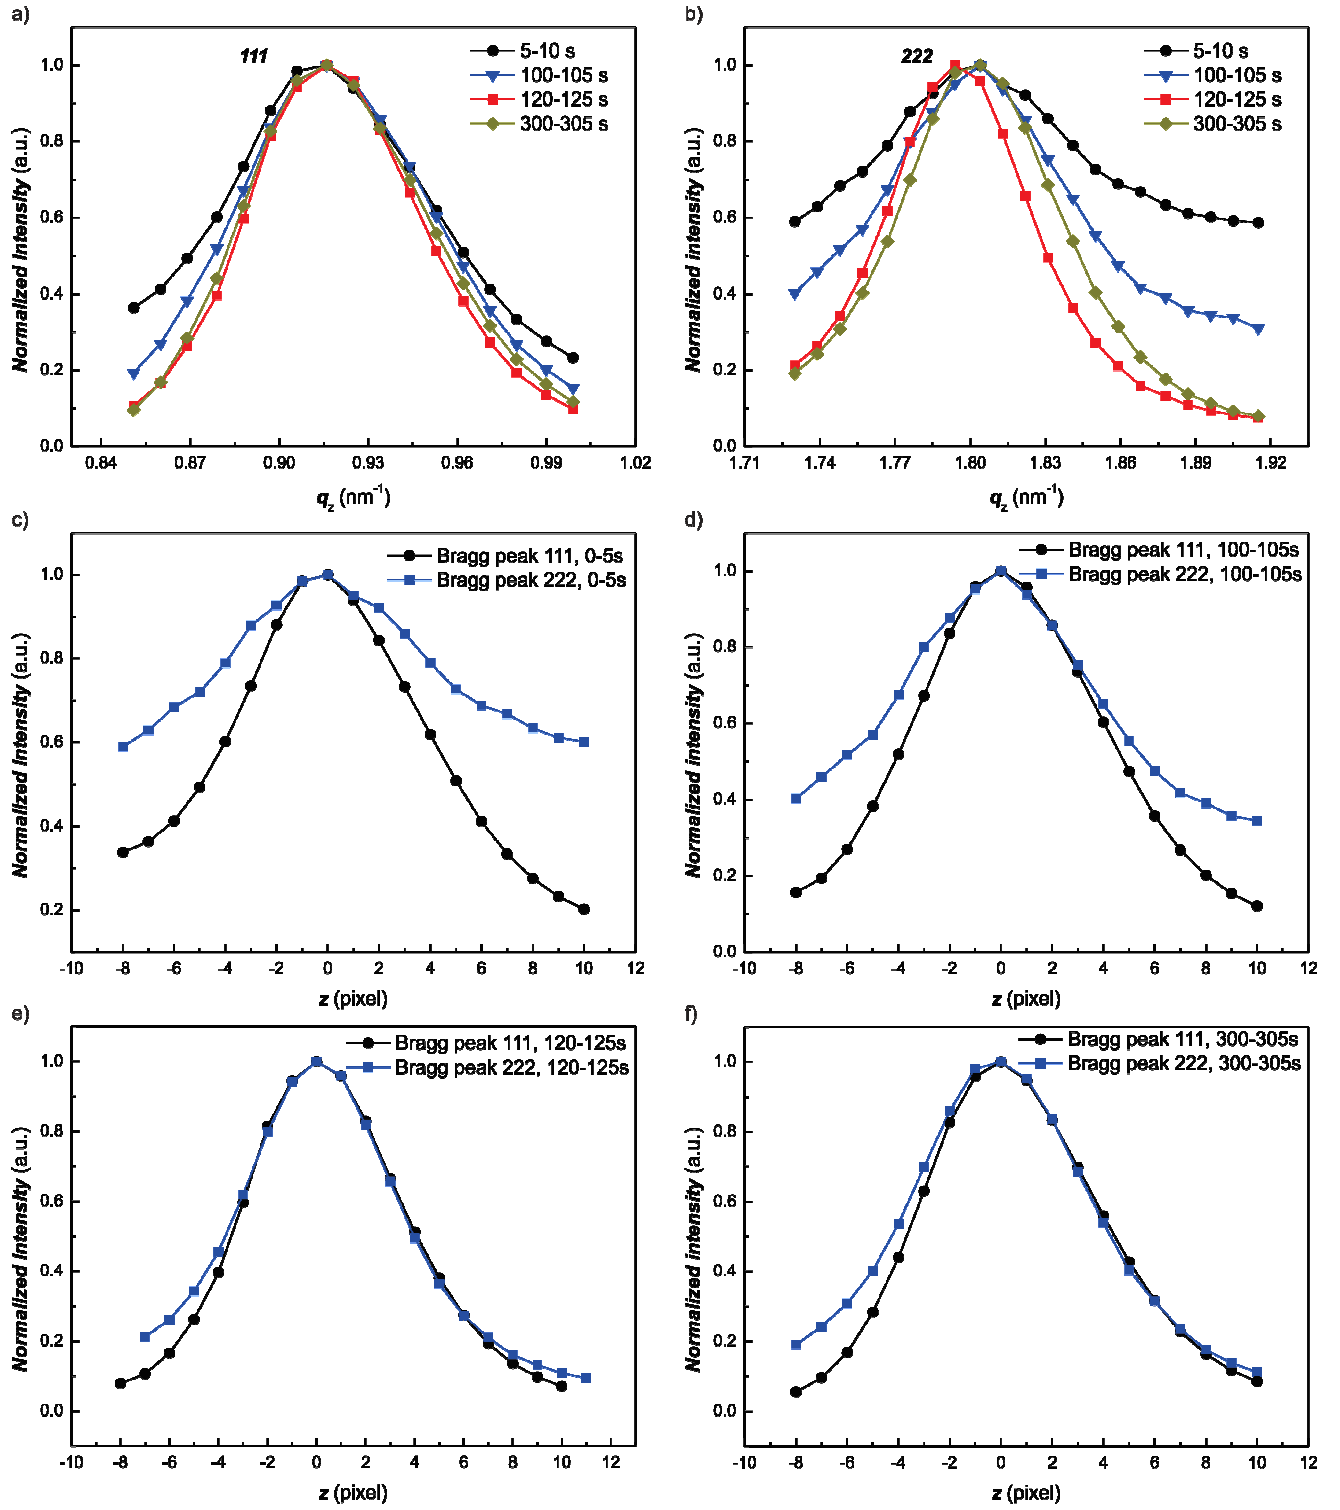 a)
111
5-10 s
100-105 s
120-125 s
300-305 s
1.0
0.8
0.6
0.4
0.2
0.0
Normalized Intensity (a.u.)
0.84 0.87 0.90 0.93 0.96 0.99 1.02
qz (nm-1)
b)
222
5-10 s
100-105 s
120-125 s
300-305 s
1.0
0.8
0.6
0.4
0.2
0.0
Normalized intensity (a.u.)
1.71 1.74 1.77 1.80 1.83 1.86 1.89 1.92
qz (nm-1)
c)
Bragg peak 111, 0-5s
Bragg peak 222, 0-5s
1.0
0.8
0.6
0.4
0.2
Normalized intensity (a.u.)
-10 -8 -6 -4 -2 0 2 4 6 8 10 12
z (pixel)
d)
Bragg peak 111, 100-105s
Bragg peak 222, 100-105s
1.0
0.8
0.6
0.4
0.2
0.0
Normalized intensity (a.u.)
-10 -8 -6 -4 -2 0 2 4 6 8 10 12
z (pixel)
e)
Bragg peak 111, 120-125s
Bragg peak 222, 120-125s
1.0
0.8
0.6
0.4
0.2
0.0
Normalized intensity (a.u.)
-10 -8 -6 -4 -2 0 2 4 6 8 10 12
z (pixel)
f)
Bragg peak 111, 300-305s
Bragg peak 222, 300-305s
1.0
0.8
0.6
0.4
0.2
0.0
Normalized intensity (a.u.)
-10 -8 -6 -4 -2 0 2 4 6 8 10 12
z (pixel)